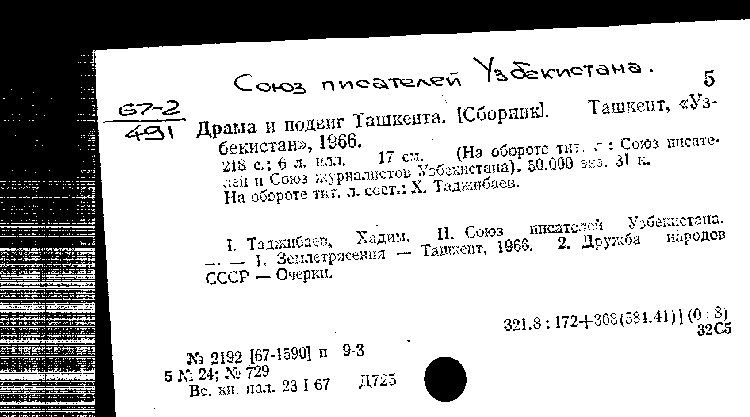 Союз писателей Узбекистана.
5
67-2
491
Драма и подвиг Ташкента. [Сборник]. Ташкент, «Уз-
бекистан», 1966.
218 с.; 6 л. илл. 17 см. (На обороте тит. л.: Союз писате-
лей и Союз журналистов Узбекистана). 50.000 экз. 31 к.
На обороте тит. л. сост.: Х. Таджибаев.
I. Таджибаев, Хадим. II. Союз писателей Узбекистана.
— — 1. Землетрясения — Ташкент, 1966. 2. Дружба народов
СССР — Очерки.
321.8 : 172+308(584.41)] (0 : 3)
32С5
№ 2192 [67-1590] п 9-3
5 № 24; № 729
Вс. кн. пал. 23 I 67 Д725